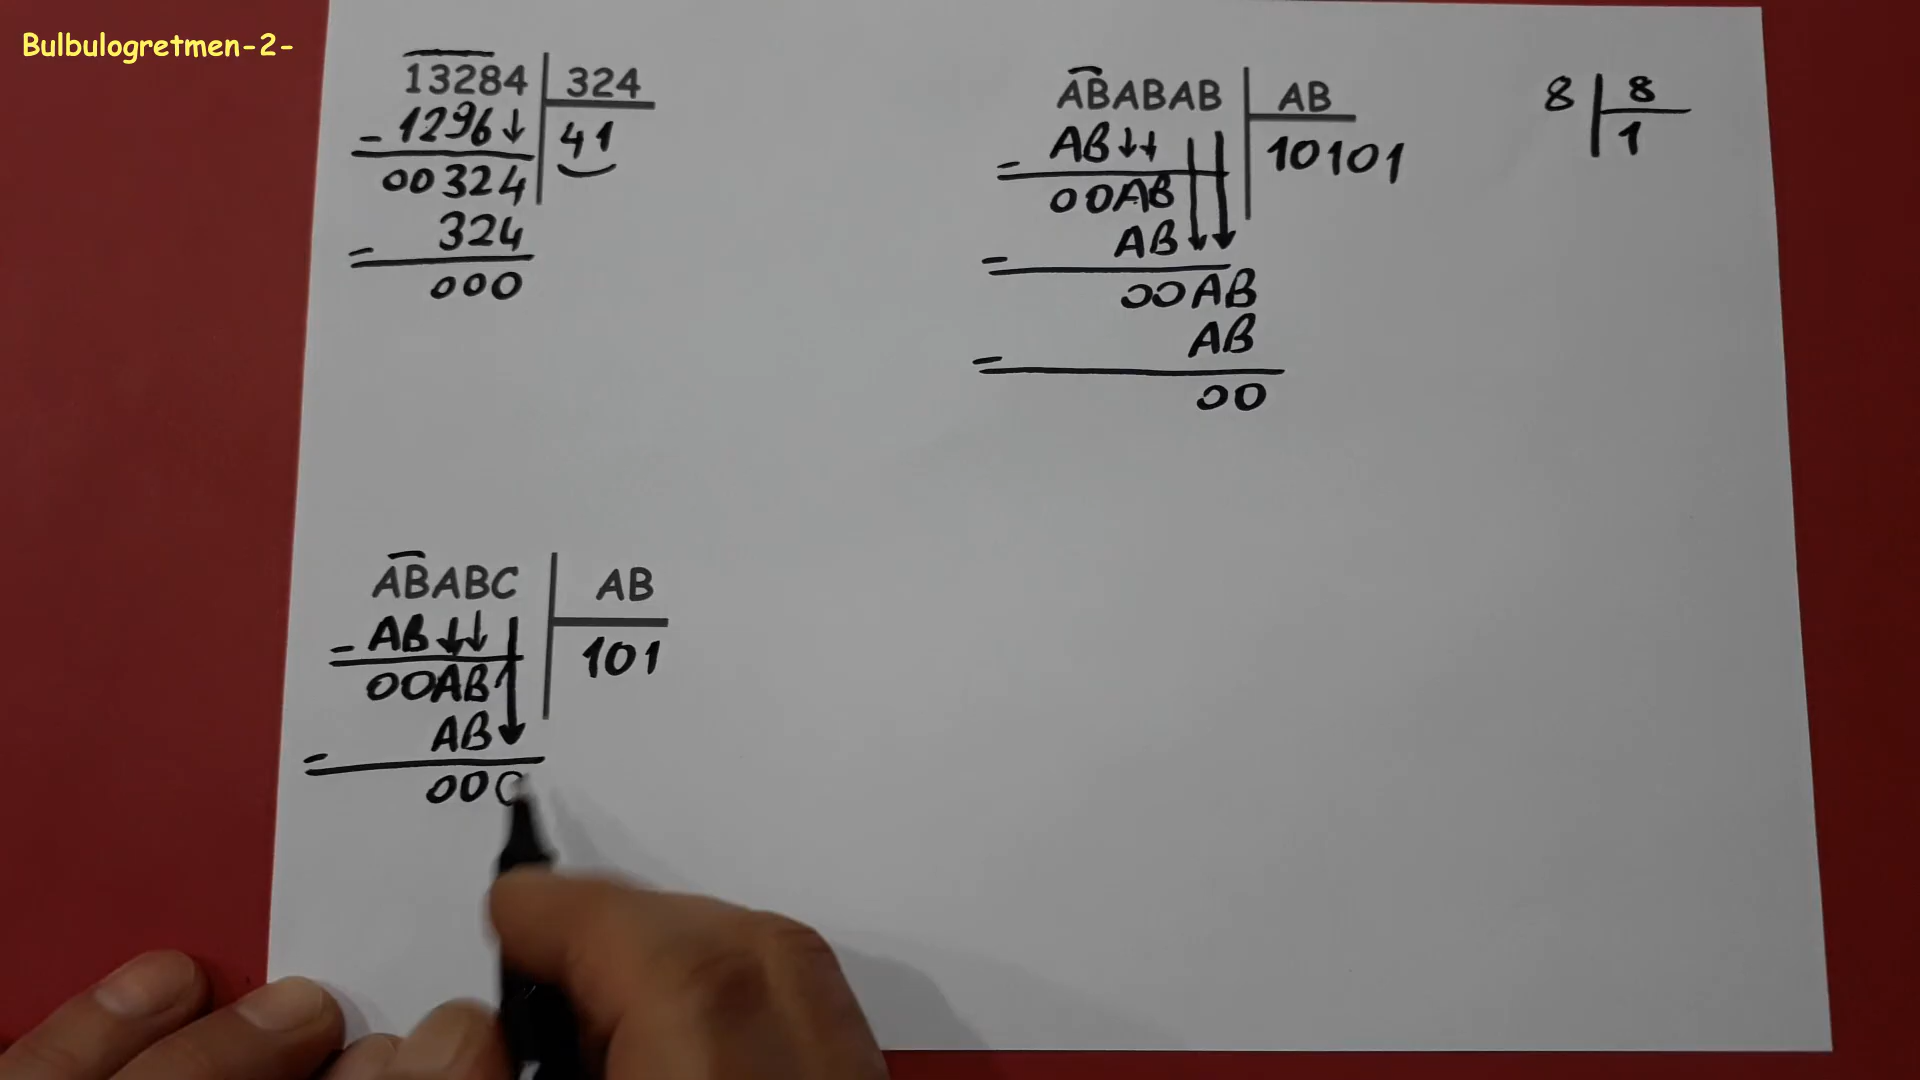 Bulbulogretmen-2-
13284 324
- 1296 41
00324
- 324
000
ABABAB AB
- AB 10101
00AB
- AB
00AB
- AB
00
8 8
1
ABABC AB
- AB 101
00AB
- AB
00